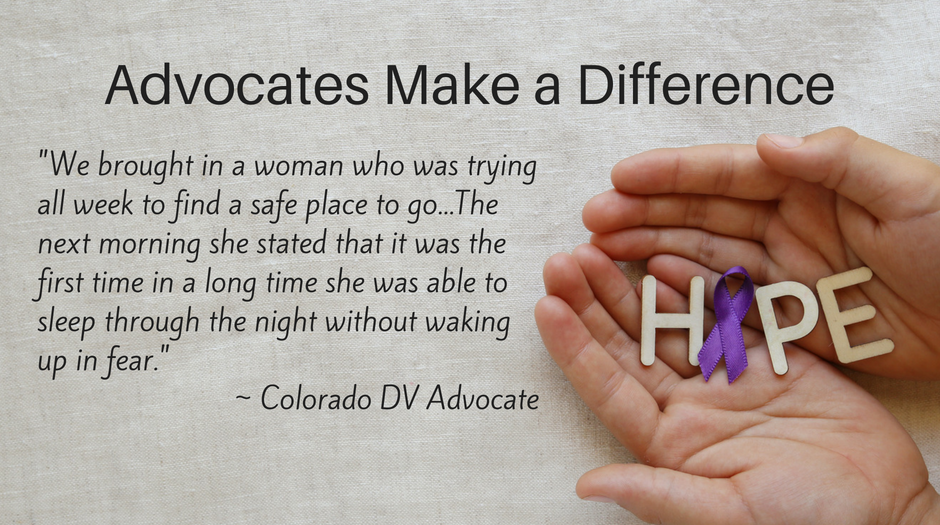 Advocates Make a Difference
"We brought in a woman who was trying
all week to find a safe place to go...The
next morning she stated that it was the
first time in a long time she was able to
sleep through the night without waking
up in fear."
~ Colorado DV Advocate
H PE